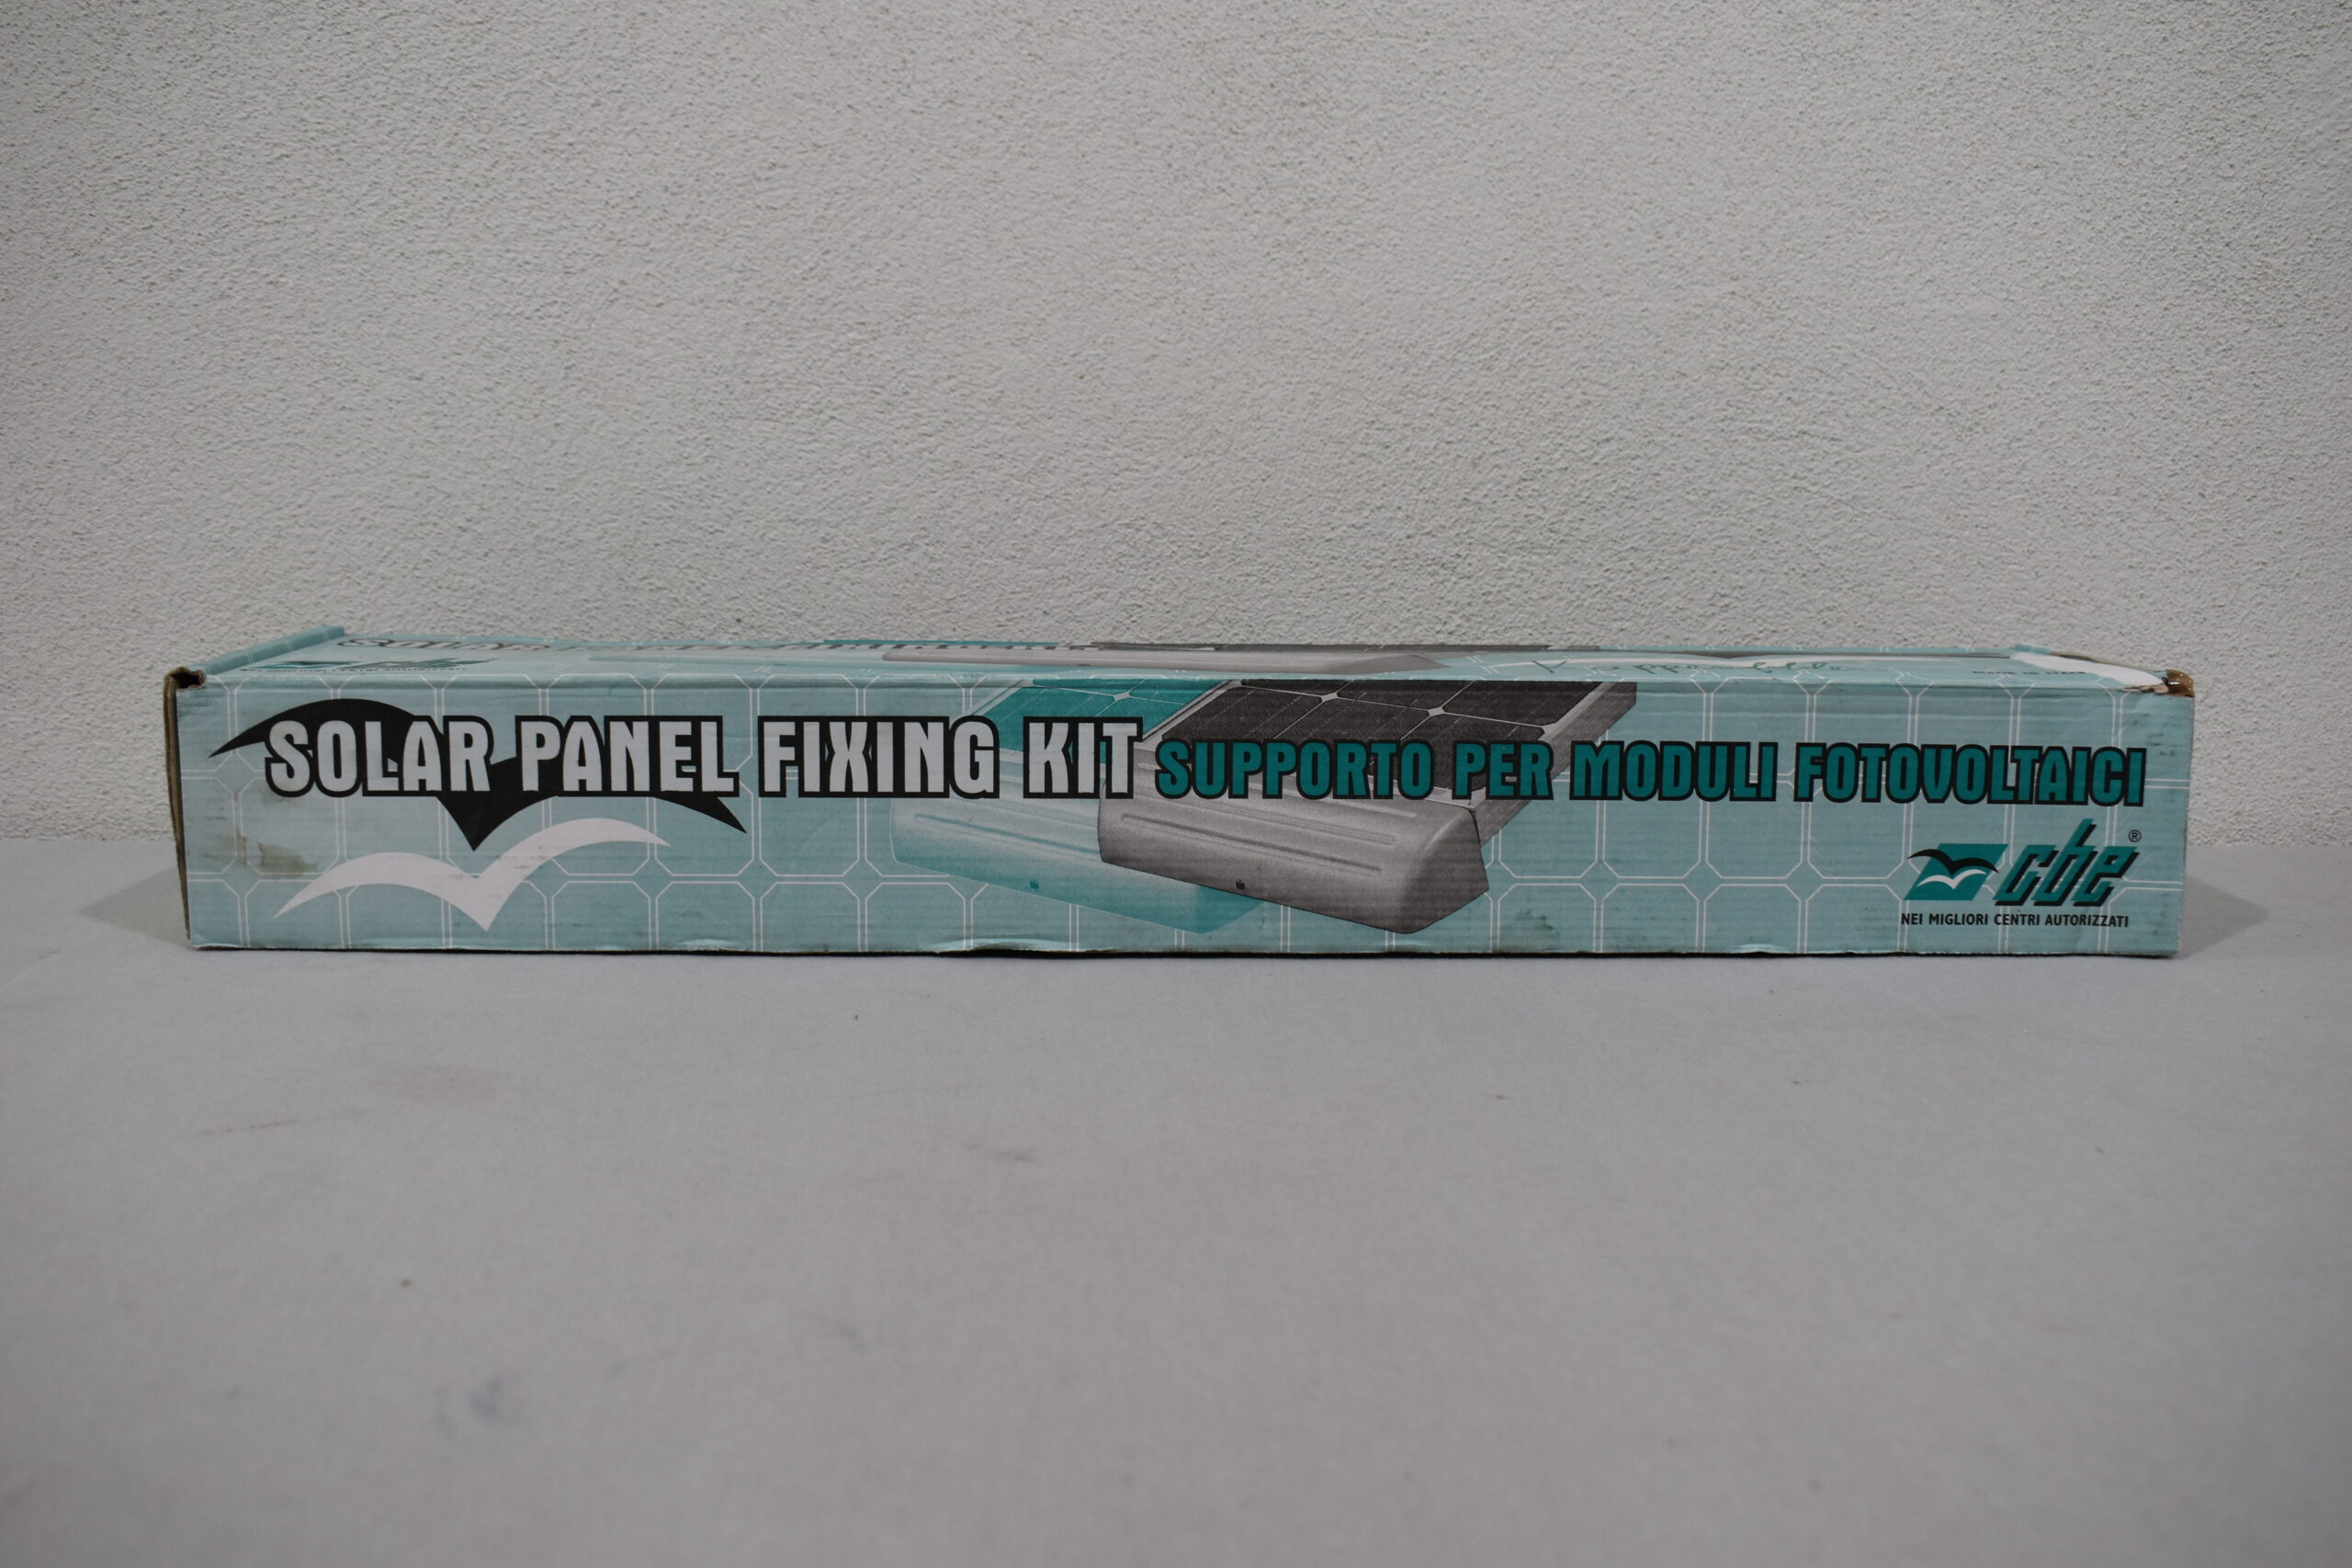 SOLAR PANEL FIXING KIT SUPPORTO PER MODULI FOTOVOLTAICI
cbe®
NEI MIGLIORI CENTRI AUTORIZZATI